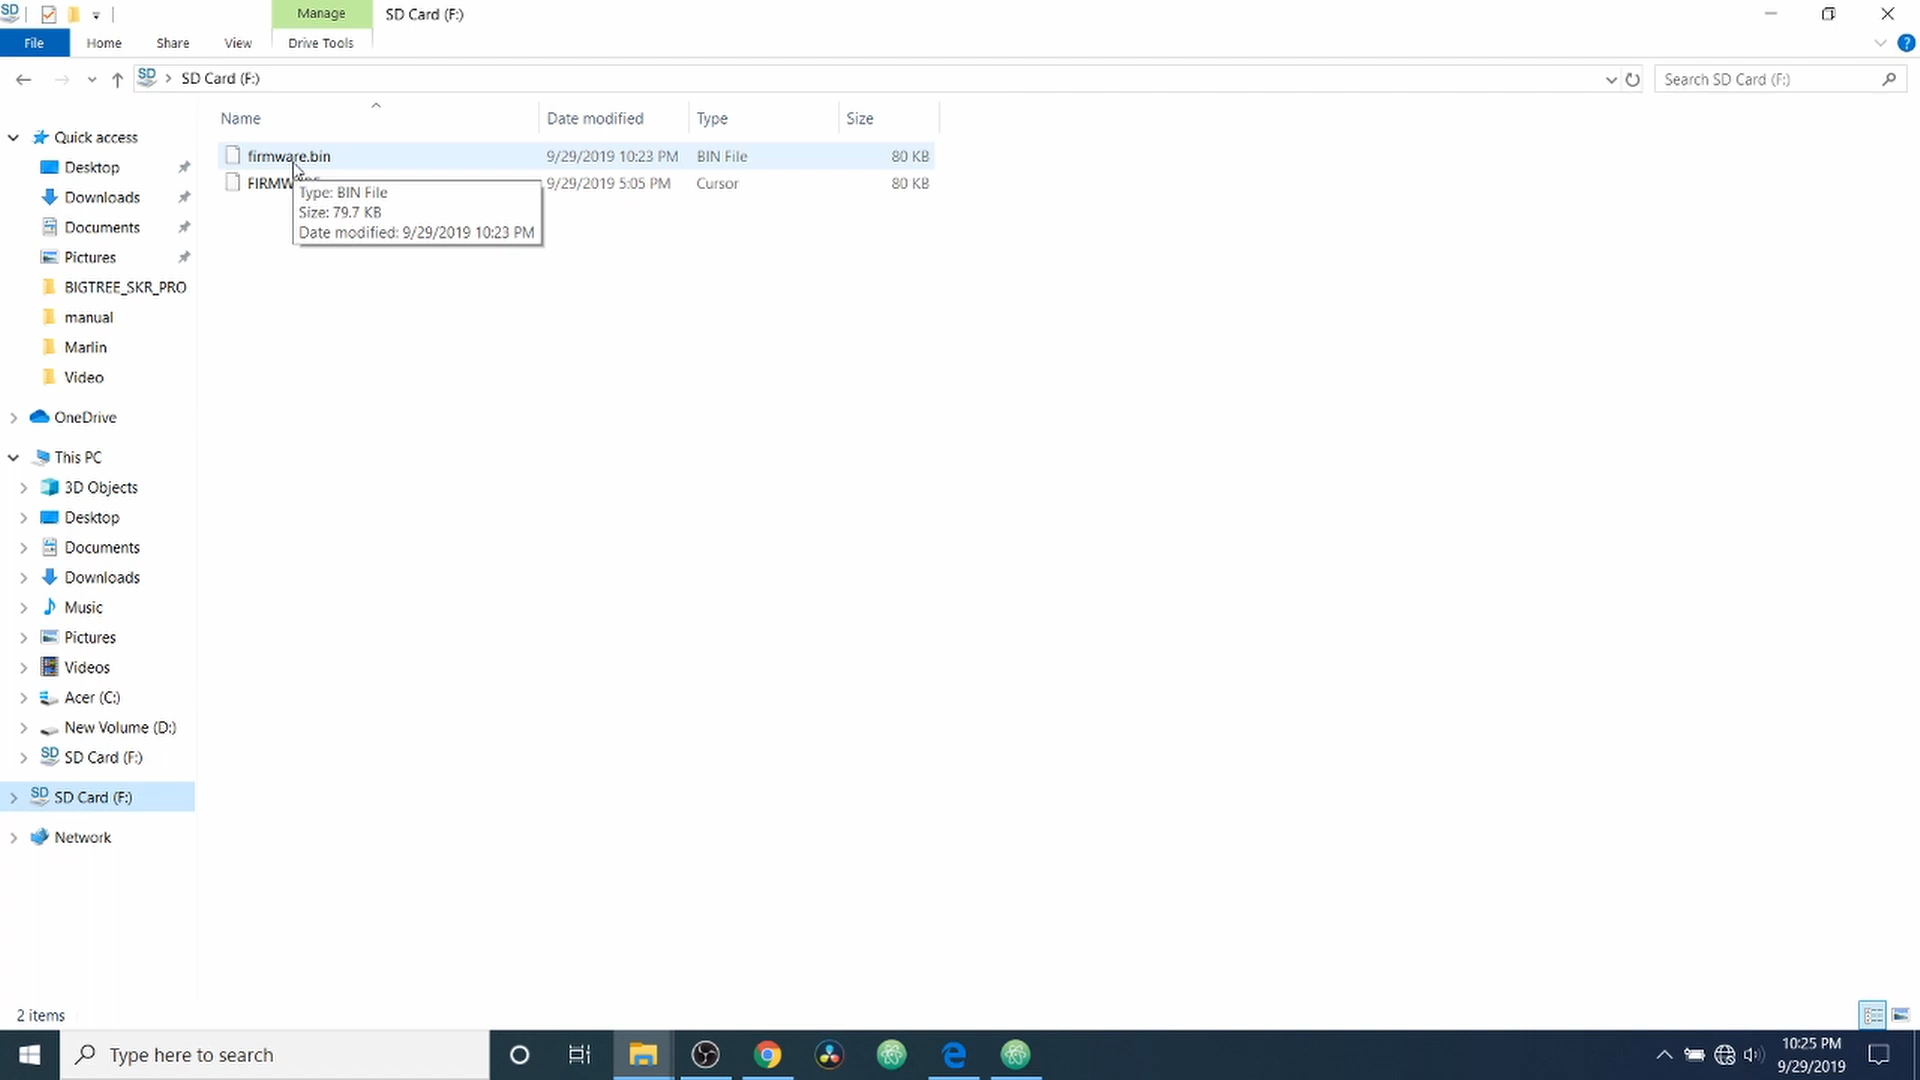 SD
Manage
SD Card (F:)
File
Home
Share
View
Drive Tools
?
SD
SD Card (F:)
Search SD Card (F:)
Name
Date modified
Type
Size
Quick access
Desktop
Downloads
Documents
Pictures
BIGTREE_SKR_PRO
manual
Marlin
Video
OneDrive
This PC
3D Objects
Desktop
Documents
Downloads
Music
Pictures
Videos
Acer (C:)
New Volume (D:)
SD
SD Card (F:)
SD
SD Card (F:)
Network
firmware.bin
9/29/2019 10:23 PM
BIN File
80 KB
9/29/2019 5:05 PM
Cursor
80 KB
Type: BIN File
Size: 79.7 KB
Date modified: 9/29/2019 10:23 PM
2 items
Type here to search
10:25 PM
9/29/2019